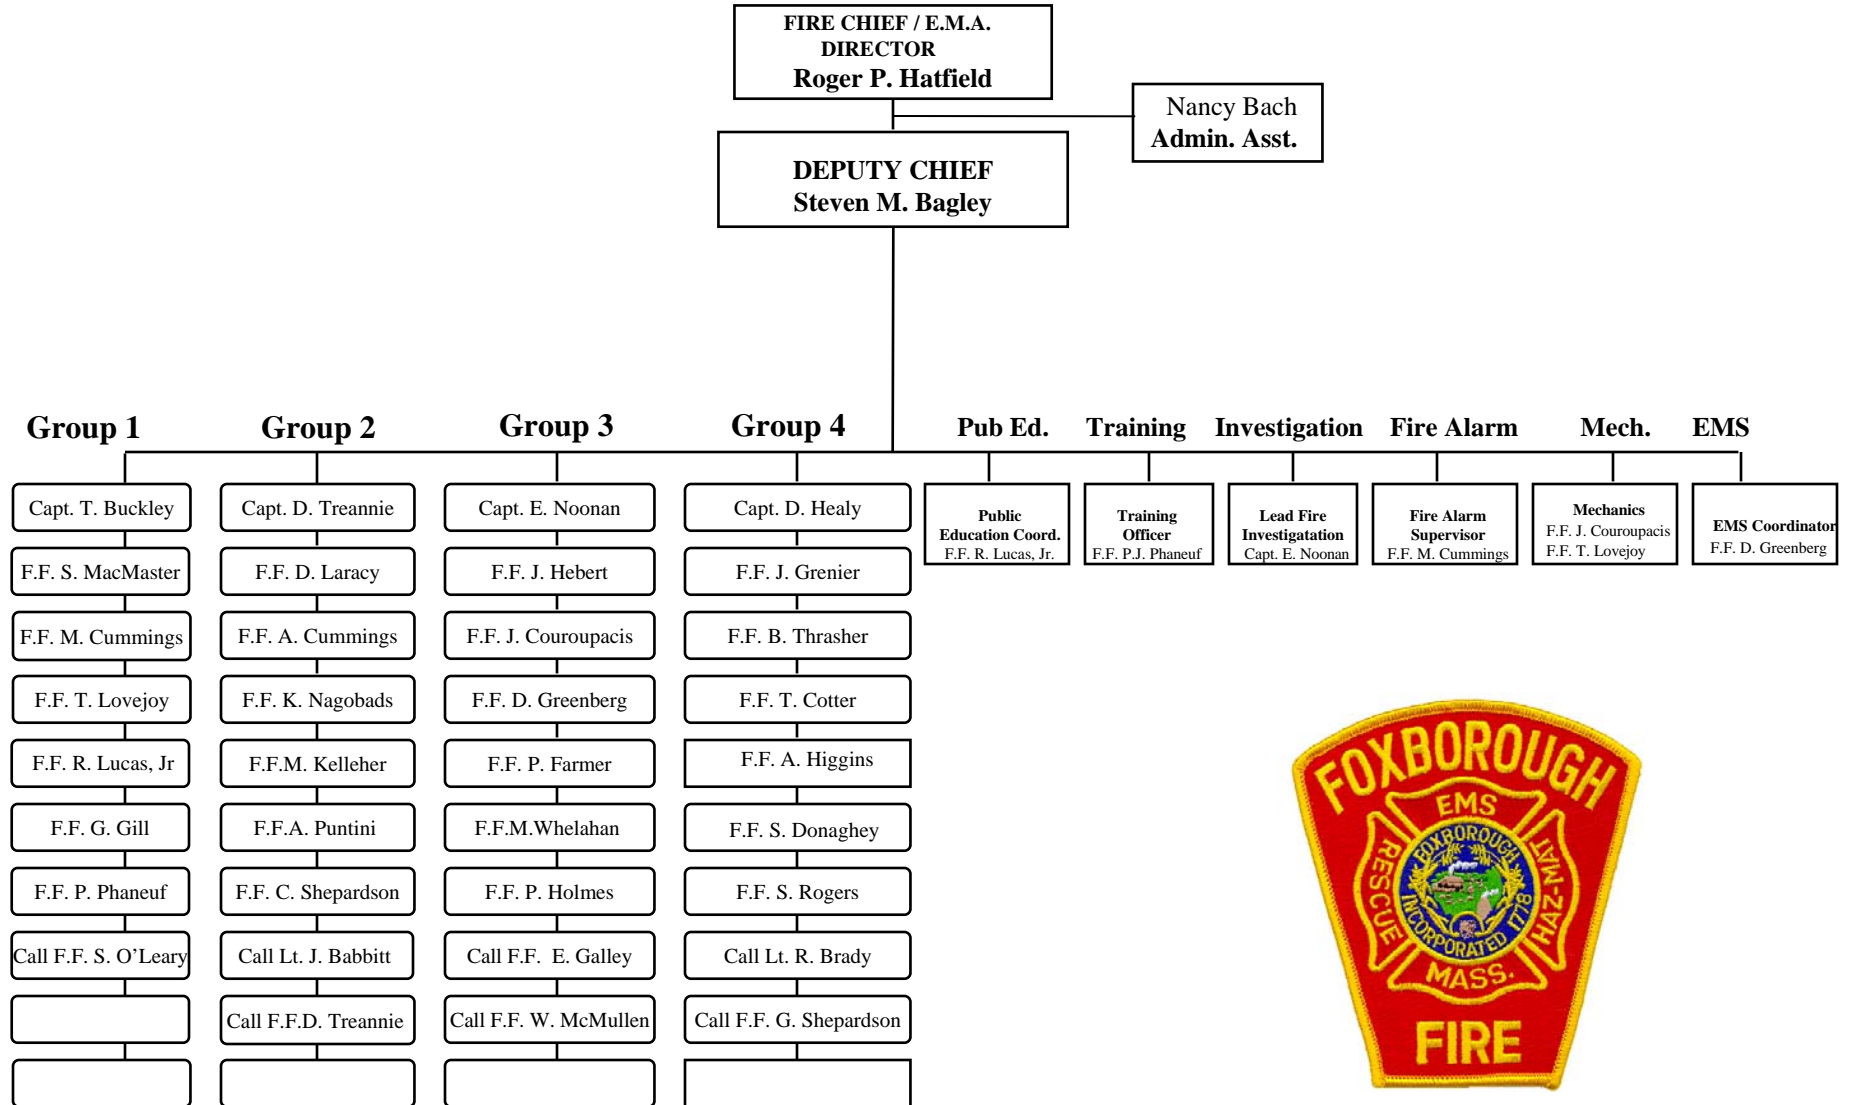 FIRE CHIEF / E.M.A.
DIRECTOR
Roger P. Hatfield
Nancy Bach
Admin. Asst.
DEPUTY CHIEF
Steven M. Bagley
Group 1
Capt. T. Buckley
F.F. S. MacMaster
F.F. M. Cummings
F.F. T. Lovejoy
F.F. R. Lucas, Jr
F.F. G. Gill
F.F. P. Phaneuf
Call F.F. S. O’Leary
Group 2
Capt. D. Treannie
F.F. D. Laracy
F.F. A. Cummings
F.F. K. Nagobads
F.F.M. Kelleher
F.F.A. Puntini
F.F. C. Shepardson
Call Lt. J. Babbitt
Call F.F.D. Treannie
Group 3
Capt. E. Noonan
F.F. J. Hebert
F.F. J. Couroupacis
F.F. D. Greenberg
F.F. P. Farmer
F.F.M.Whelahan
F.F. P. Holmes
Call F.F. E. Galley
Call F.F. W. McMullen
Group 4
Capt. D. Healy
F.F. J. Grenier
F.F. B. Thrasher
F.F. T. Cotter
F.F. A. Higgins
F.F. S. Donaghey
F.F. S. Rogers
Call Lt. R. Brady
Call F.F. G. Shepardson
Pub Ed.
Public
Education Coord.
F.F. R. Lucas, Jr.
Training
Training
Officer
F.F. P.J. Phaneuf
Investigation
Lead Fire
Investigatation
Capt. E. Noonan
Fire Alarm
Fire Alarm
Supervisor
F.F. M. Cummings
Mech.
Mechanics
F.F. J. Couroupacis
F.F. T. Lovejoy
EMS
EMS Coordinator
F.F. D. Greenberg
FOXBOROUGH
EMS
RESCUE
HAZ-MAT
FOXBOROUGH
INCORPORATED 1778
MASS.
FIRE